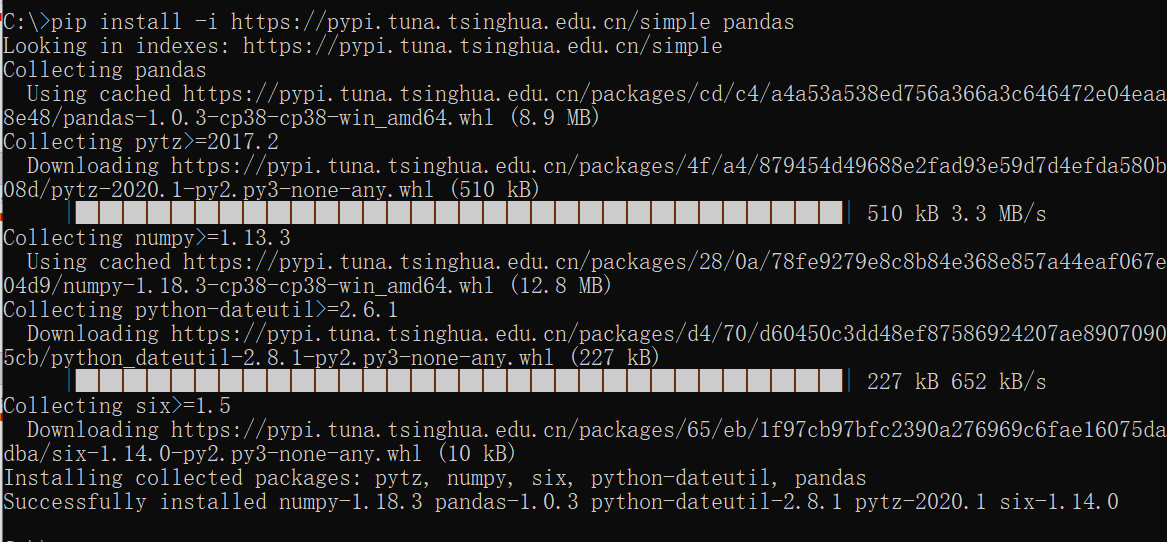 C:\>pip install -i https://pypi.tuna.tsinghua.edu.cn/simple pandas
Looking in indexes: https://pypi.tuna.tsinghua.edu.cn/simple
Collecting pandas
  Using cached https://pypi.tuna.tsinghua.edu.cn/packages/cd/c4/a4a53a538ed756a366a3c646472e04eaa
8e48/pandas-1.0.3-cp38-cp38-win_amd64.whl (8.9 MB)
Collecting pytz>=2017.2
  Downloading https://pypi.tuna.tsinghua.edu.cn/packages/4f/a4/879454d49688e2fad93e59d7d4efda580b
08d/pytz-2020.1-py2.py3-none-any.whl (510 kB)
510 kB 3.3 MB/s
Collecting numpy>=1.13.3
  Using cached https://pypi.tuna.tsinghua.edu.cn/packages/28/0a/78fe9279e8c8b84e368e857a44eaf067e
04d9/numpy-1.18.3-cp38-cp38-win_amd64.whl (12.8 MB)
Collecting python-dateutil>=2.6.1
  Downloading https://pypi.tuna.tsinghua.edu.cn/packages/d4/70/d60450c3dd48ef87586924207ae8907090
5cb/python_dateutil-2.8.1-py2.py3-none-any.whl (227 kB)
227 kB 652 kB/s
Collecting six>=1.5
  Downloading https://pypi.tuna.tsinghua.edu.cn/packages/65/eb/1f97cb97bfc2390a276969c6fae16075da
dba/six-1.14.0-py2.py3-none-any.whl (10 kB)
Installing collected packages: pytz, numpy, six, python-dateutil, pandas
Successfully installed numpy-1.18.3 pandas-1.0.3 python-dateutil-2.8.1 pytz-2020.1 six-1.14.0